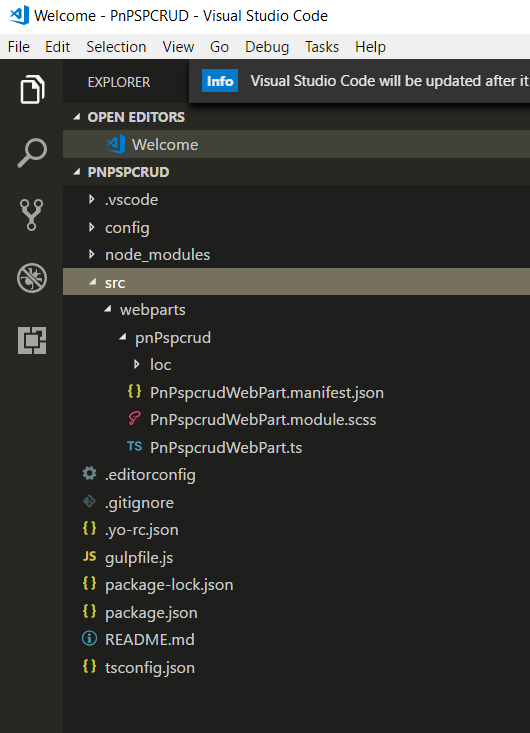 Welcome - PnPSPCRUD - Visual Studio Code
File Edit Selection View Go Debug Tasks Help
EXPLORER
Info Visual Studio Code will be updated after it
OPEN EDITORS
Welcome
PNPSPCRUD
.vscode
config
node_modules
src
webparts
pnPspcrud
loc
{} PnPspcrudWebPart.manifest.json
PnPspcrudWebPart.module.scss
TS PnPspcrudWebPart.ts
.editorconfig
.gitignore
{} .yo-rc.json
JS gulpfile.js
{} package-lock.json
{} package.json
README.md
{} tsconfig.json